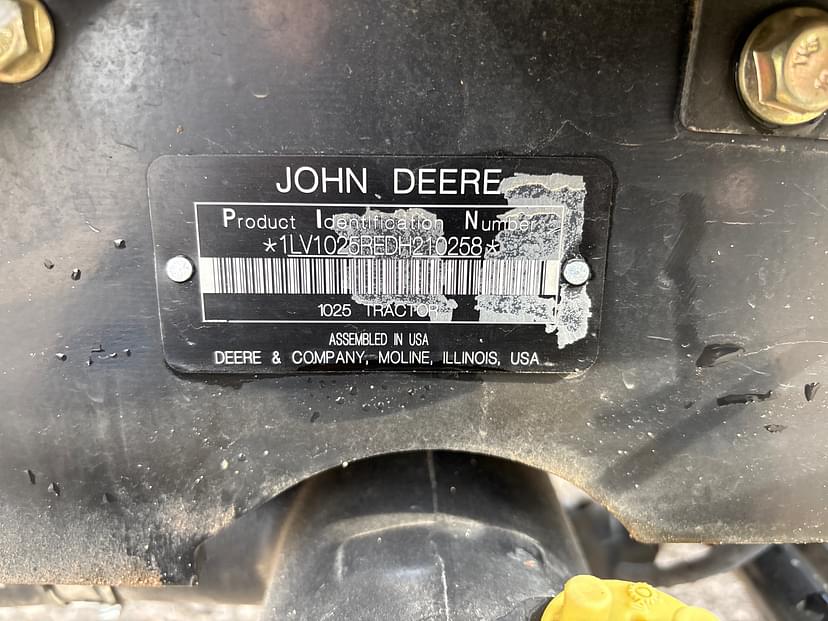 JOHN DEERE
Product Identification Number
*1LV1025REDH210258*
1025 TRACTOR
ASSEMBLED IN USA
DEERE & COMPANY, MOLINE, ILLINOIS, USA